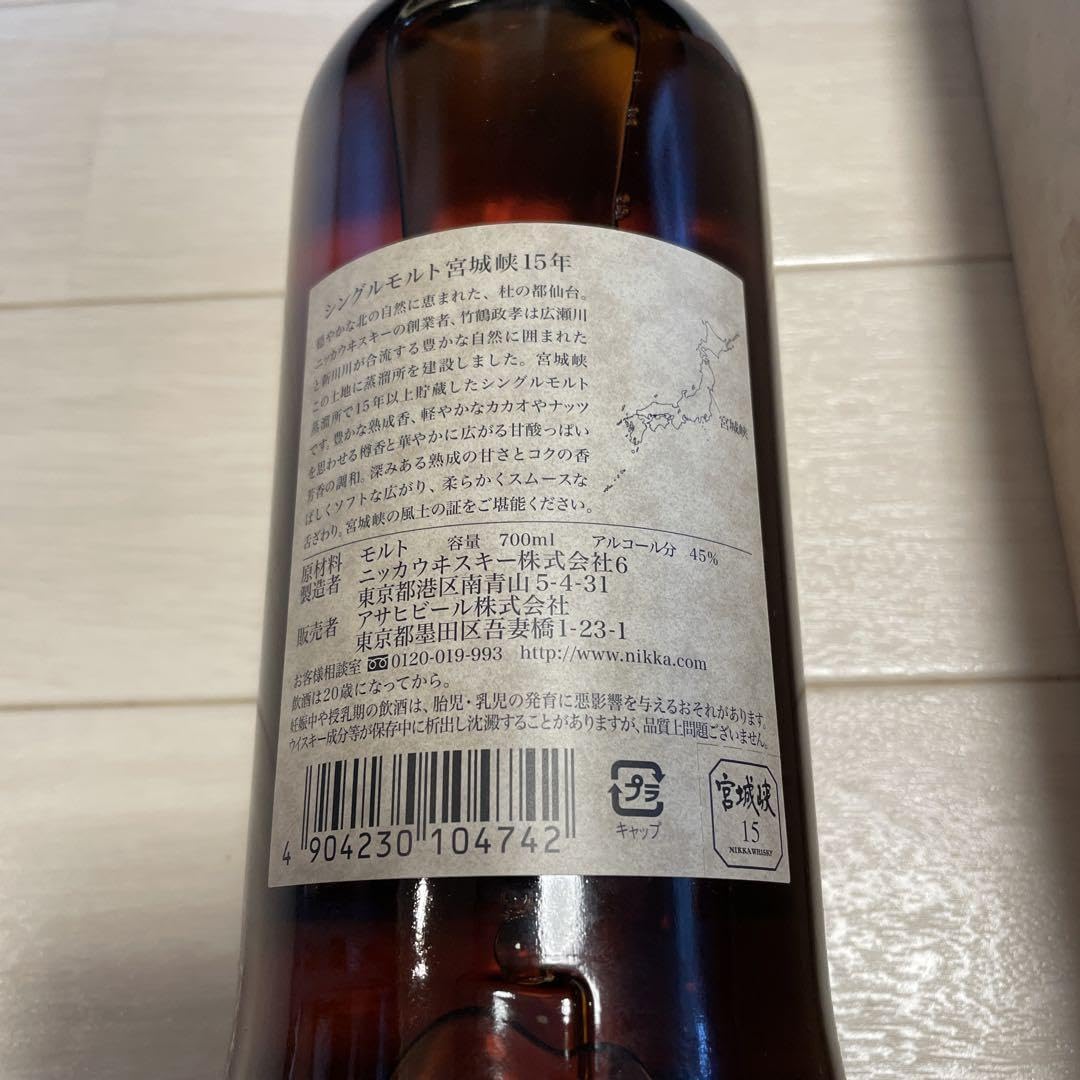 シングルモルト宮城峡15年
穏やかな北の自然に恵まれた、杜の都仙台。
ニッカウヰスキーの創業者、竹鶴政孝は広瀬川
と新川川が合流する豊かな自然に囲まれた
この土地に蒸溜所を建設しました。宮城峡
蒸溜所で15年以上貯蔵したシングルモルト
です。豊かな熟成香、軽やかなカカオやナッツ
を思わせる樽香と華やかに広がる甘酸っぱい
芳香の調和。深みある熟成の甘さとコクの香
ばしくソフトな広がり、柔らかくスムースな
舌ざわり。宮城峡の風土の証をご堪能ください。
宮城峡
原材料 モルト 容量 700ml アルコール分 45%
製造者 ニッカウヰスキー株式会社6
東京都港区南青山5-4-31
販売者 アサヒビール株式会社
東京都墨田区吾妻橋1-23-1
お客様相談室 0120-019-993 http://www.nikka.com
飲酒は20歳になってから。
妊娠中や授乳期の飲酒は、胎児・乳児の発育に悪影響を与えるおそれがあります。
ウイスキー成分等が保存中に析出し沈澱することがありますが、品質上問題ございません。
4 904230 104742
プラ
キャップ
宮城峡
15
NIKKA WHISKY